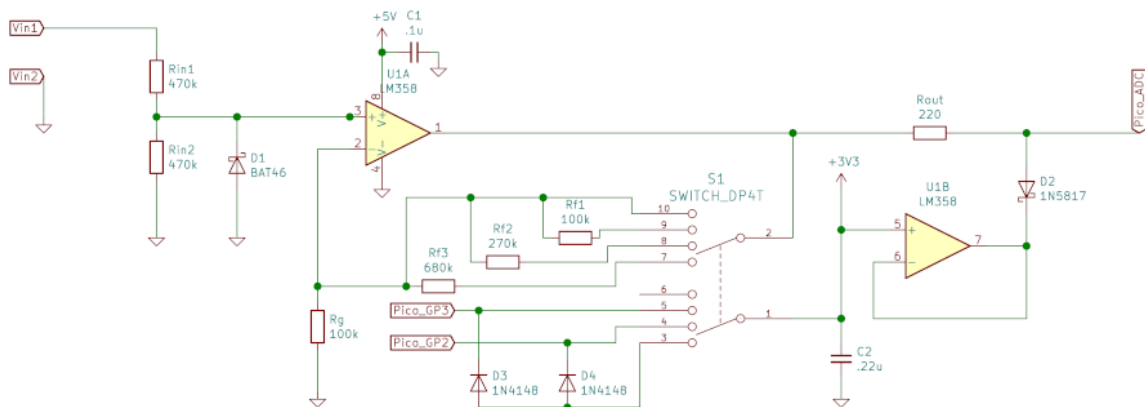 Vin1
Vin2
Rin1
470k
Rin2
470k
D1
BAT46
+5V
C1
.1u
U1A
LM358
8
V+
3
+
2
-
V-
4
1
Rout
220
Pico_ADC
+3V3
D2
1N5817
U1B
LM358
5
+
6
-
7
S1
SWITCH_DP4T
Rf1
100k
Rf2
270k
Rf3
680k
10
9
8
7
2
6
5
4
3
1
Rg
100k
Pico_GP3
Pico_GP2
D3
1N4148
D4
1N4148
C2
.22u